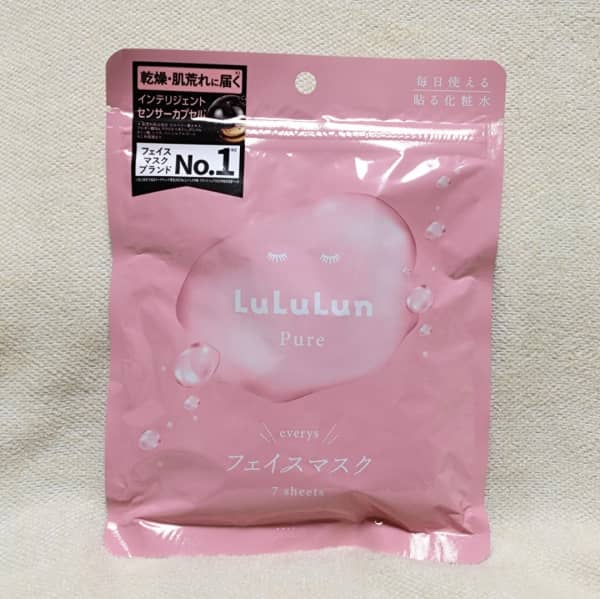 乾燥・肌荒れに届く
インテリジェント
センサーカプセル
フェイス
マスク
ブランド
No.1
毎日使える
貼る化粧水
LuLuLun
Pure
everys
フェイスマスク
7 sheets